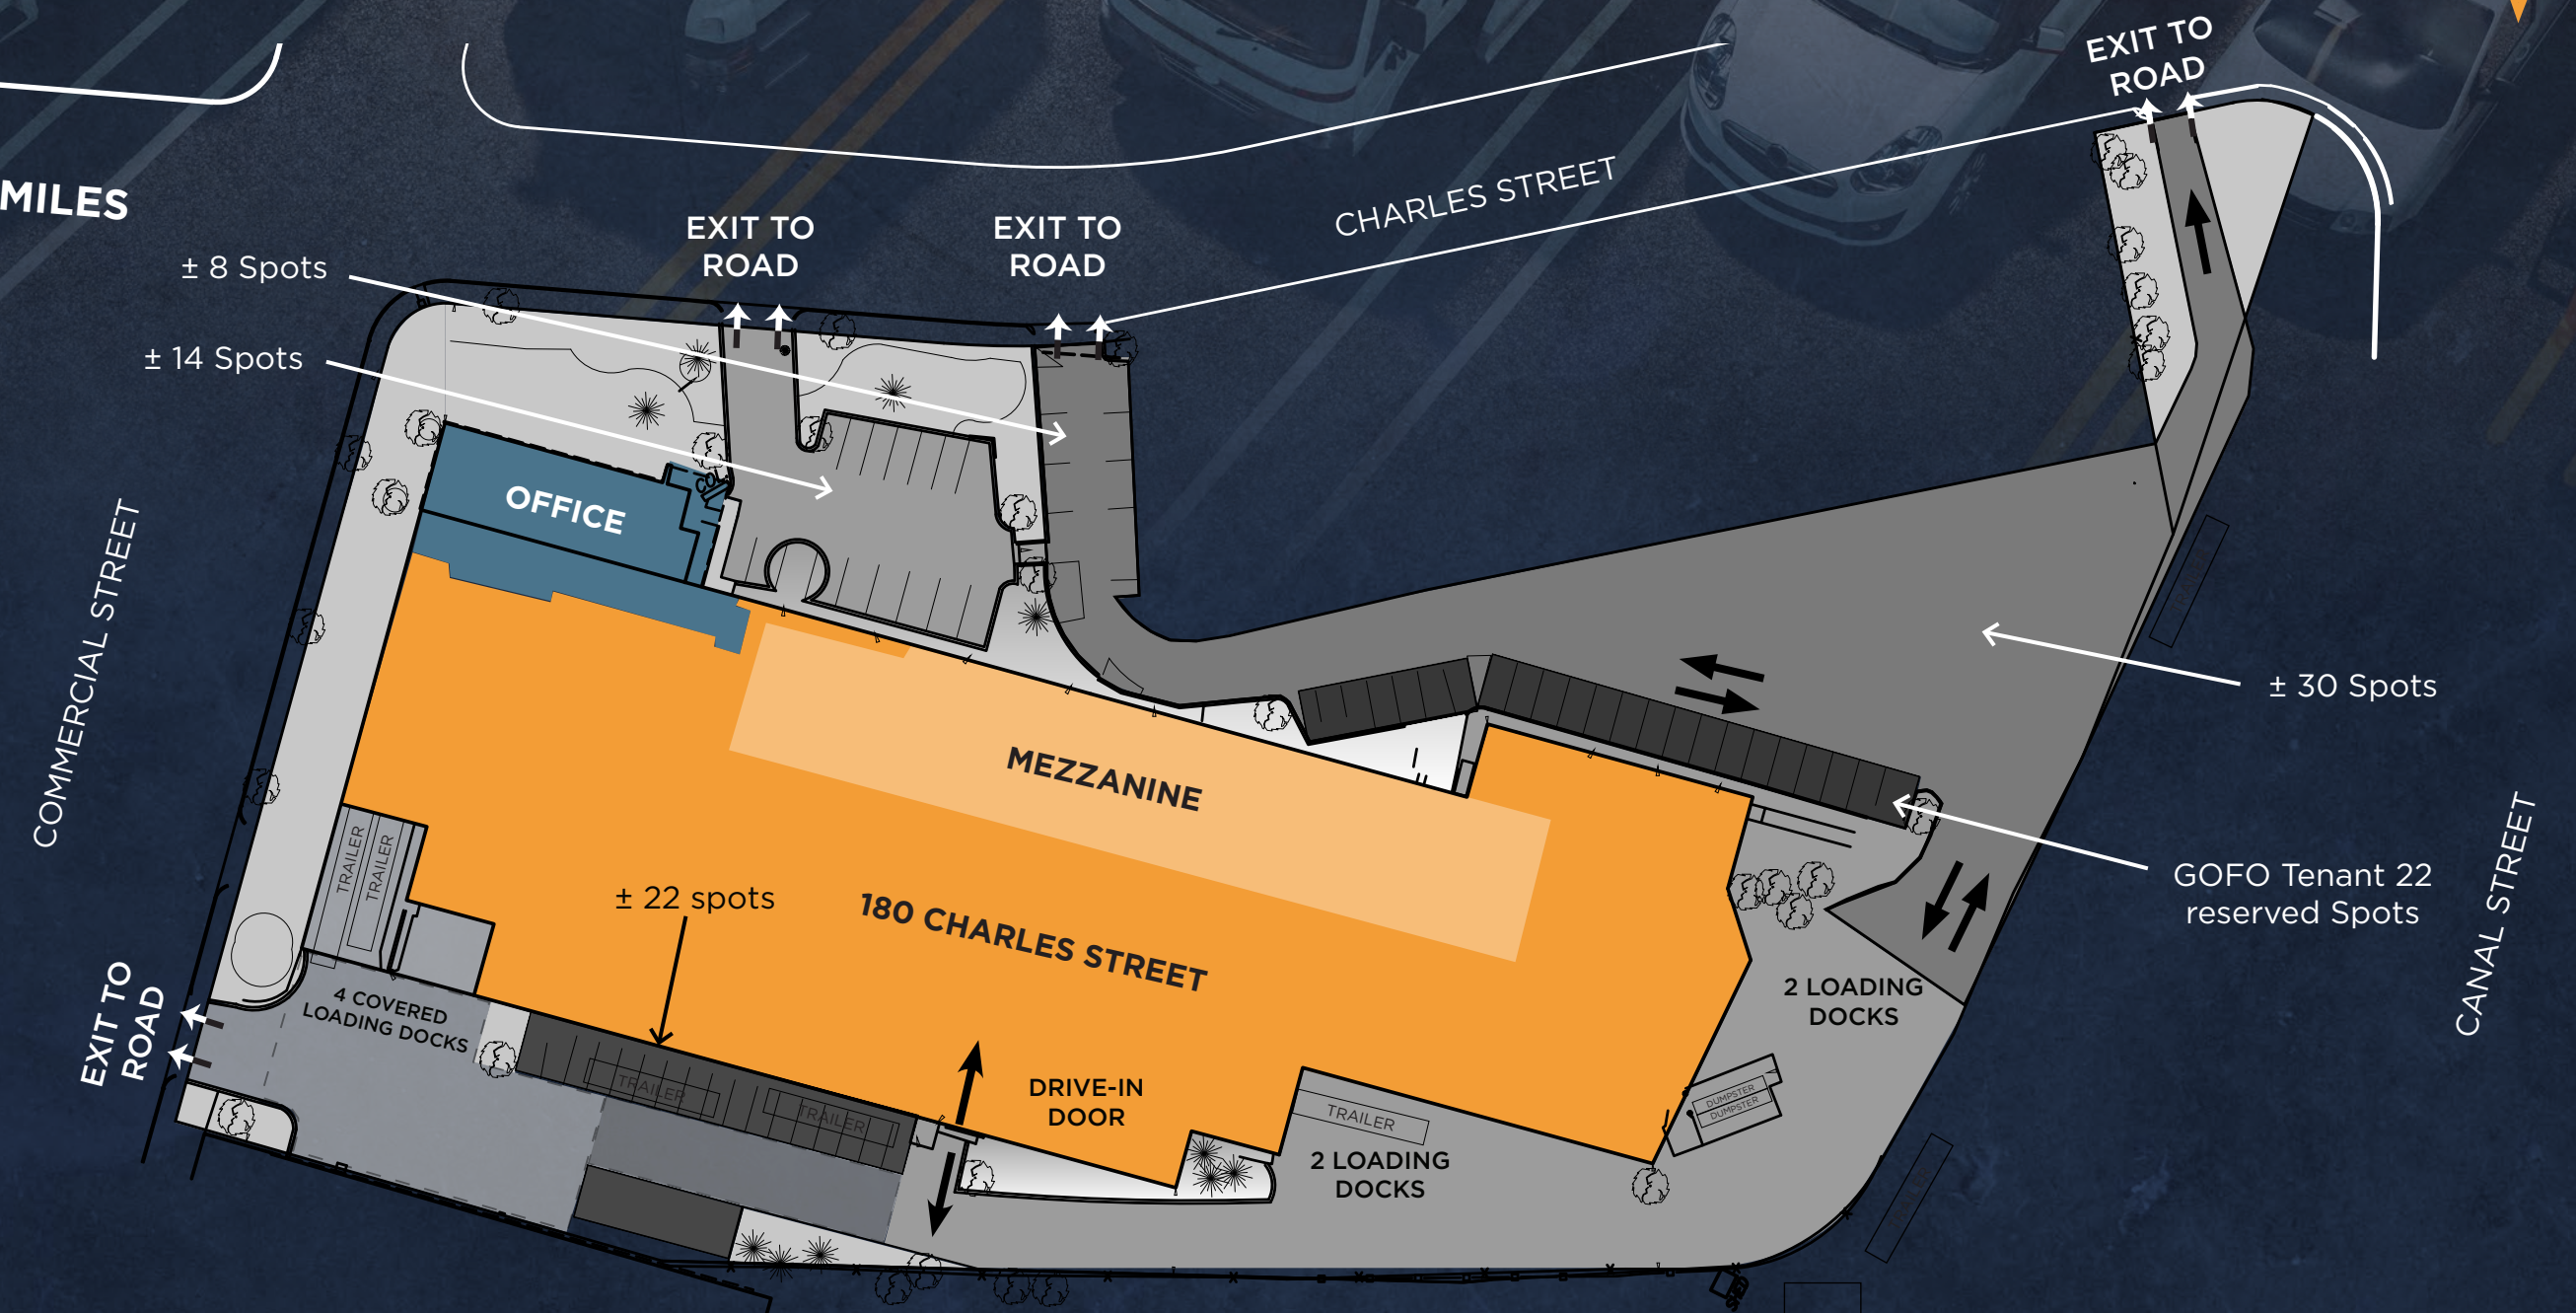 EXIT TO
ROAD
MILES
CHARLES STREET
EXIT TO
ROAD
EXIT TO
ROAD
± 8 Spots
± 14 Spots
OFFICE
COMMERCIAL STREET
± 30 Spots
MEZZANINE
GOFO Tenant 22
reserved Spots
CANAL STREET
TRAILER
TRAILER
± 22 spots
180 CHARLES STREET
2 LOADING
DOCKS
EXIT TO
ROAD
4 COVERED
LOADING DOCKS
TRAILER
TRAILER
DRIVE-IN
DOOR
TRAILER
DUMPSTER
DUMPSTER
2 LOADING
DOCKS